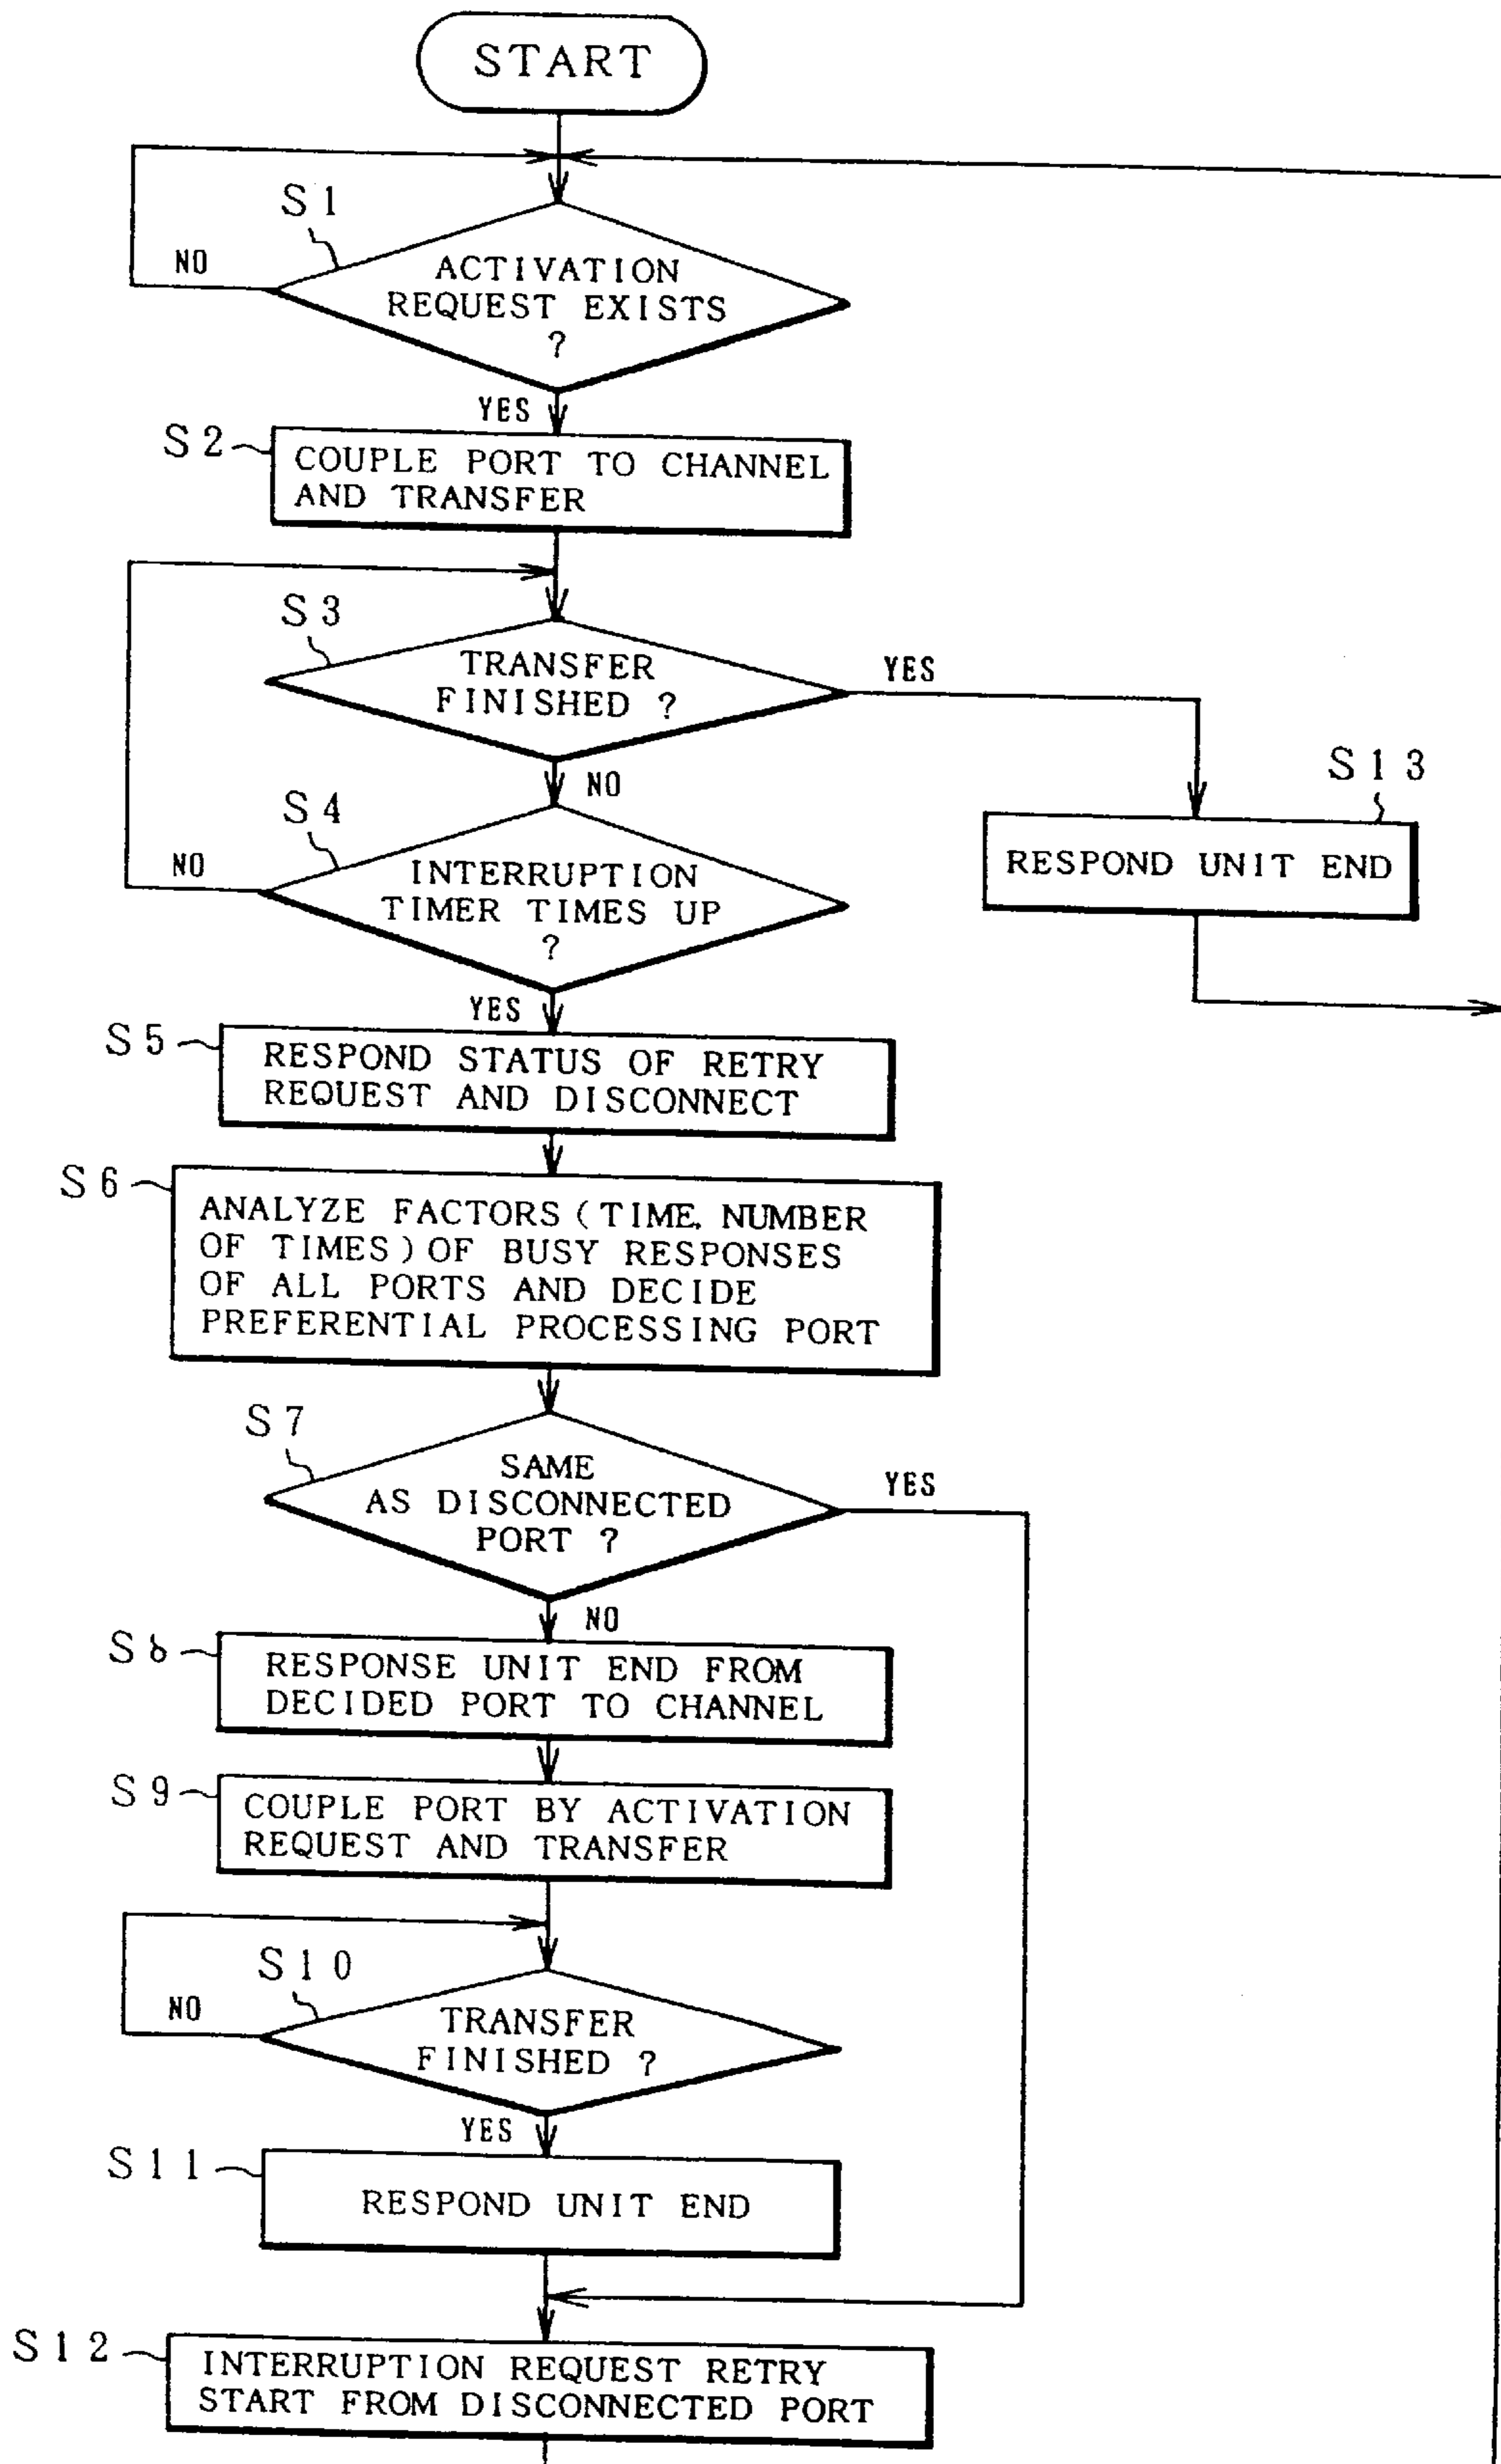 START
S1
NO
ACTIVATION
REQUEST EXISTS
?
YES
S2
COUPLE PORT TO CHANNEL
AND TRANSFER
S3
TRANSFER
FINISHED ?
YES
NO
S13
RESPOND UNIT END
S4
NO
INTERRUPTION
TIMER TIMES UP
?
YES
S5
RESPOND STATUS OF RETRY
REQUEST AND DISCONNECT
S6
ANALYZE FACTORS (TIME, NUMBER
OF TIMES) OF BUSY RESPONSES
OF ALL PORTS AND DECIDE
PREFERENTIAL PROCESSING PORT
S7
SAME
AS DISCONNECTED
PORT ?
YES
NO
S8
RESPONSE UNIT END FROM
DECIDED PORT TO CHANNEL
S9
COUPLE PORT BY ACTIVATION
REQUEST AND TRANSFER
S10
NO
TRANSFER
FINISHED ?
YES
S11
RESPOND UNIT END
S12
INTERRUPTION REQUEST RETRY
START FROM DISCONNECTED PORT